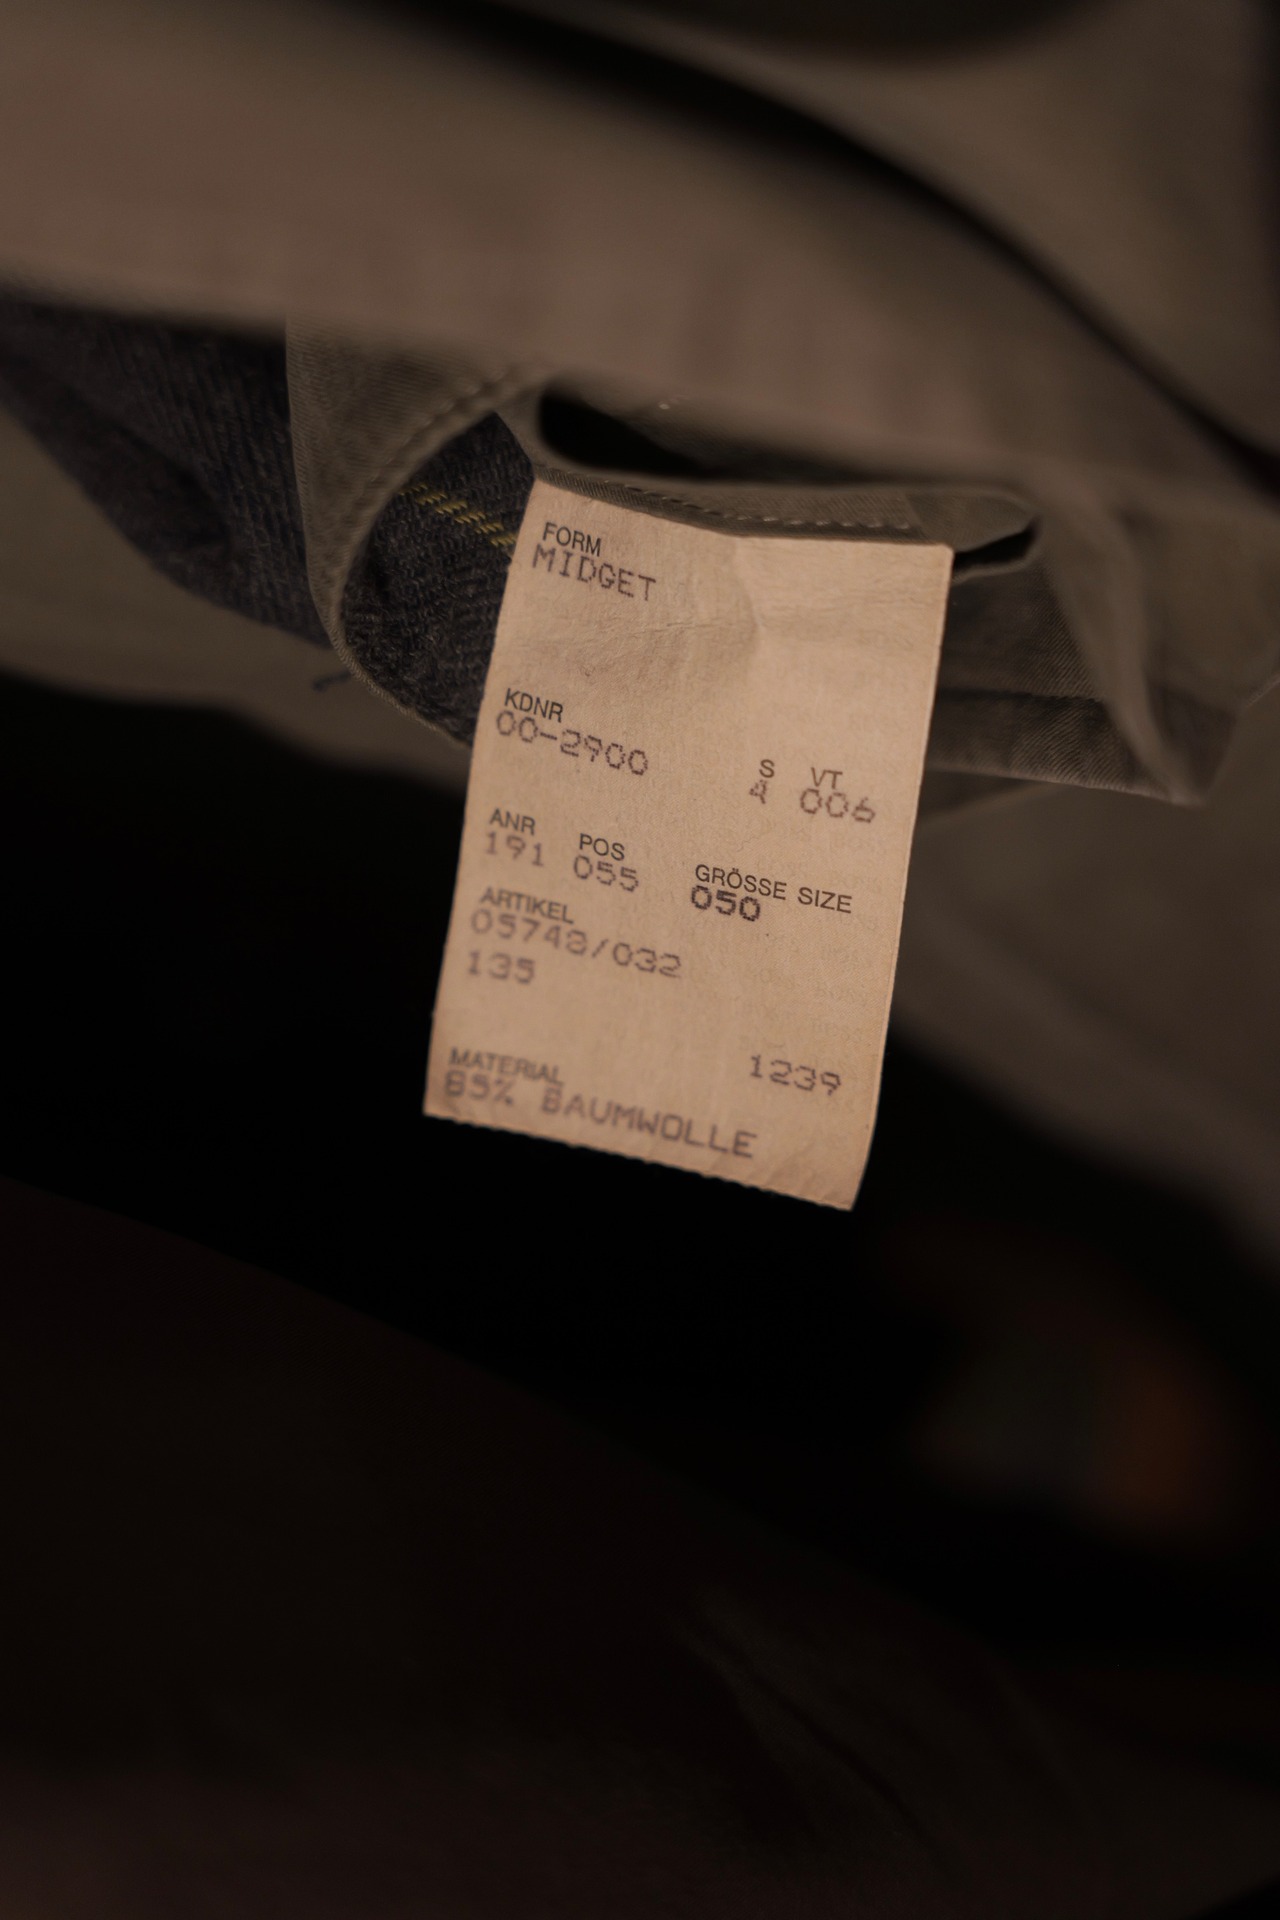 FORM
MIDGET
KDNR
00-2900
S VT
A 006
ANR POS
191 055
GRÖSSE SIZE
050
ARTIKEL
05748/032
135
1239
MATERIAL
85% BAUMWOLLE